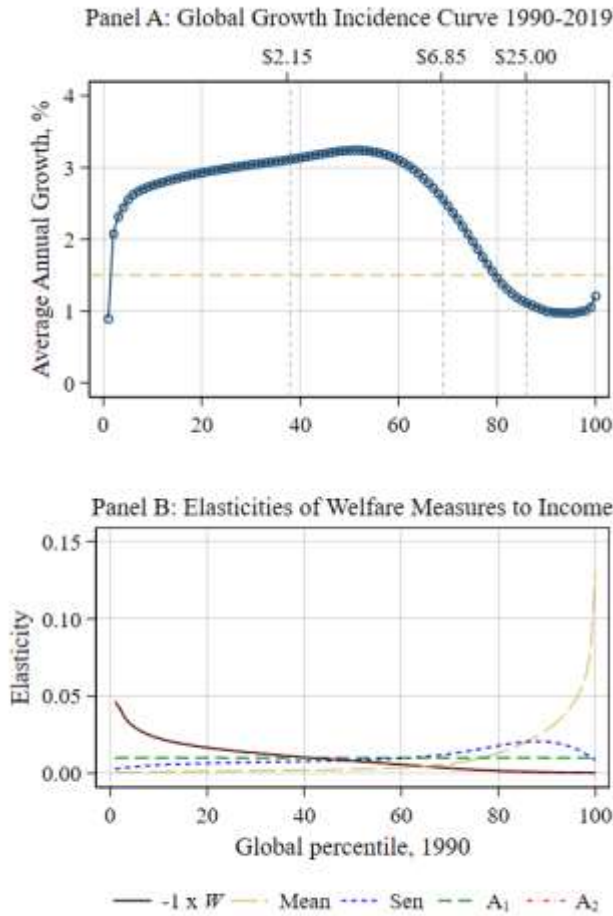 Panel A: Global Growth Incidence Curve 1990-2019
$2.15 $6.85 $25.00
Average Annual Growth, %
4
3
2
1
0
0 20 40 60 80 100
Panel B: Elasticities of Welfare Measures to Income
Elasticity
0.15
0.10
0.05
0.00
0 20 40 60 80 100
Global percentile, 1990
-1 x W Mean Sen A₁ A₂